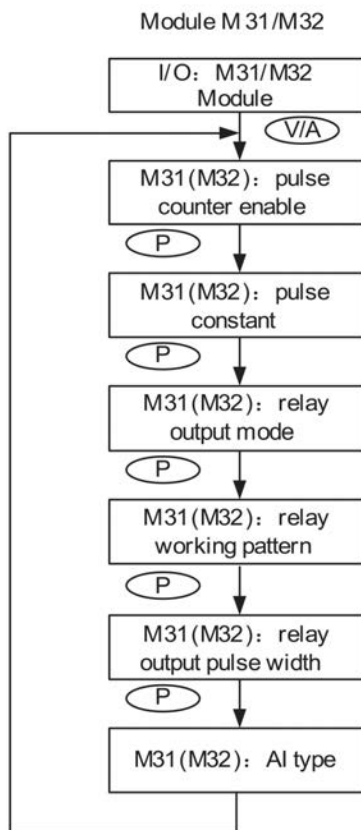 Module M31/M32
I/O：M31/M32
Module
V/A
M31(M32)：pulse
counter enable
P
M31(M32)：pulse
constant
P
M31(M32)：relay
output mode
P
M31(M32)：relay
working pattern
P
M31(M32)：relay
output pulse width
P
M31(M32)：AI type